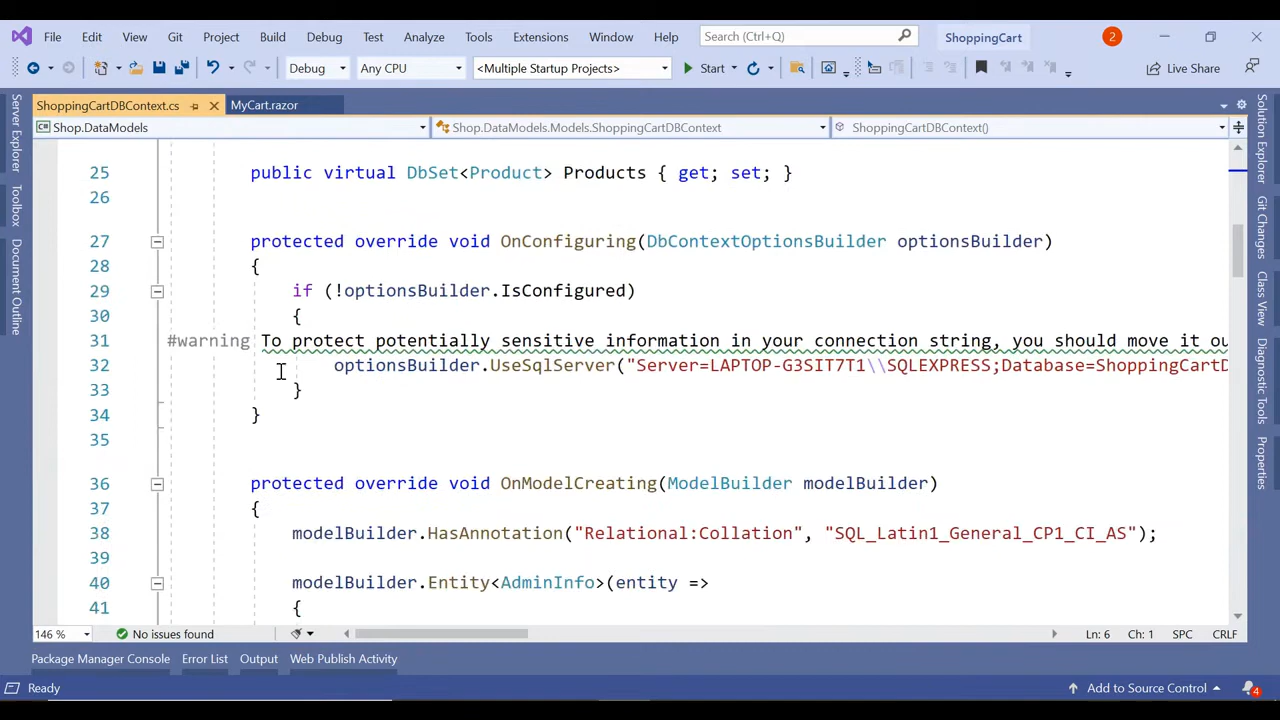 File Edit View Git Project Build Debug Test Analyze Tools Extensions Window Help Search (Ctrl+Q) ShoppingCart 2
Debug Any CPU <Multiple Startup Projects> Start Live Share
ShoppingCartDBContext.cs MyCart.razor
Shop.DataModels Shop.DataModels.Models.ShoppingCartDBContext ShoppingCartDBContext()
Server Explorer
Toolbox
Document Outline
25 public virtual DbSet<Product> Products { get; set; }
26
27 protected override void OnConfiguring(DbContextOptionsBuilder optionsBuilder)
28 {
29 if (!optionsBuilder.IsConfigured)
30 {
31 #warning To protect potentially sensitive information in your connection string, you should move it ou
32 optionsBuilder.UseSqlServer("Server=LAPTOP-G3SIT7T1\\SQLEXPRESS;Database=ShoppingCartD
33 }
34 }
35
36 protected override void OnModelCreating(ModelBuilder modelBuilder)
37 {
38 modelBuilder.HasAnnotation("Relational:Collation", "SQL_Latin1_General_CP1_CI_AS");
39
40 modelBuilder.Entity<AdminInfo>(entity =>
41 {
Solution Explorer
Git Changes
Class View
Diagnostic Tools
Properties
146 % No issues found Ln: 6 Ch: 1 SPC CRLF
Package Manager Console Error List Output Web Publish Activity
Ready Add to Source Control 4